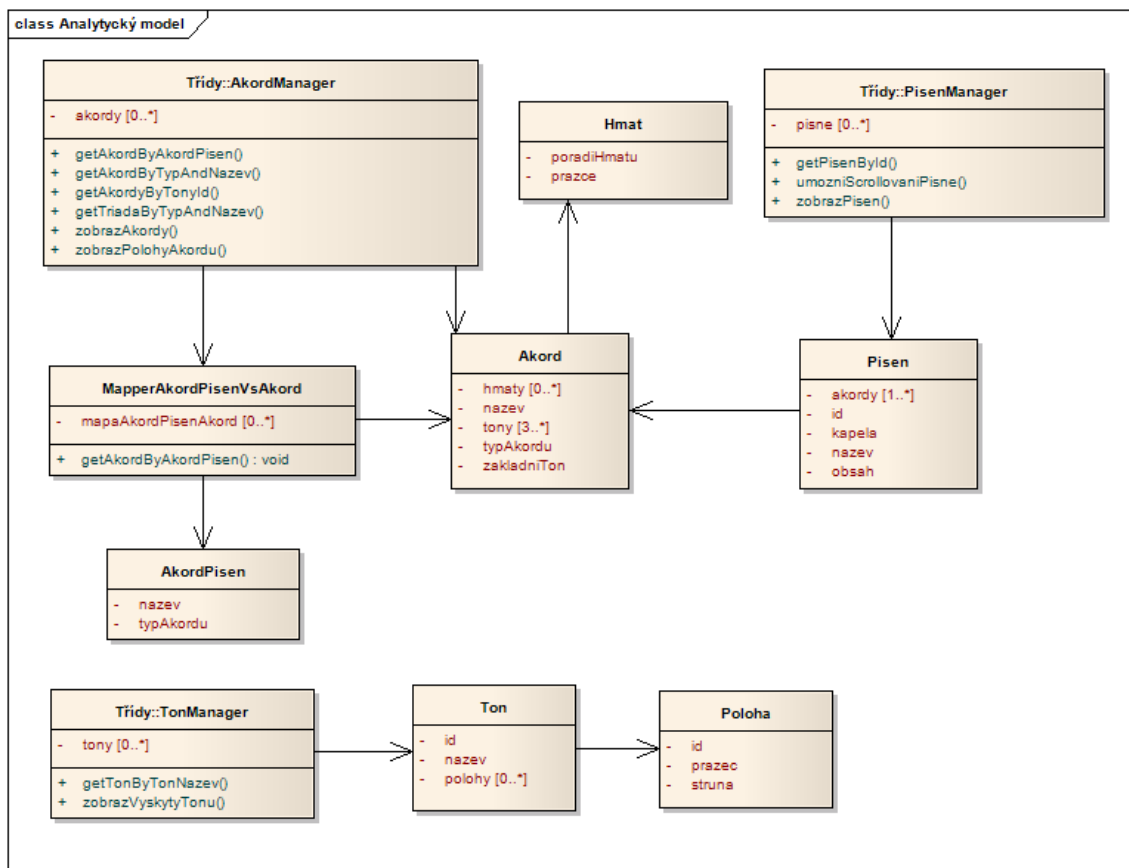 class Analytycký model
Třídy::AkordManager
- akordy [0..*]
+ getAkordByAkordPisen()
+ getAkordByTypAndNazev()
+ getAkordyByTonyId()
+ getTriadaByTypAndNazev()
+ zobrazAkordy()
+ zobrazPolohyAkordu()
Hmat
- poradiHmatu
- prazce
Třídy::PisenManager
- pisne [0..*]
+ getPisenById()
+ umozniScrollovaniPisne()
+ zobrazPisen()
MapperAkordPisenVsAkord
- mapaAkordPisenAkord [0..*]
+ getAkordByAkordPisen() : void
Akord
- hmaty [0..*]
- nazev
- tony [3..*]
- typAkordu
- zakladniTon
Pisen
- akordy [1..*]
- id
- kapela
- nazev
- obsah
AkordPisen
- nazev
- typAkordu
Třídy::TonManager
- tony [0..*]
+ getTonByTonNazev()
+ zobrazVyskytyTonu()
Ton
- id
- nazev
- polohy [0..*]
Poloha
- id
- prazec
- struna